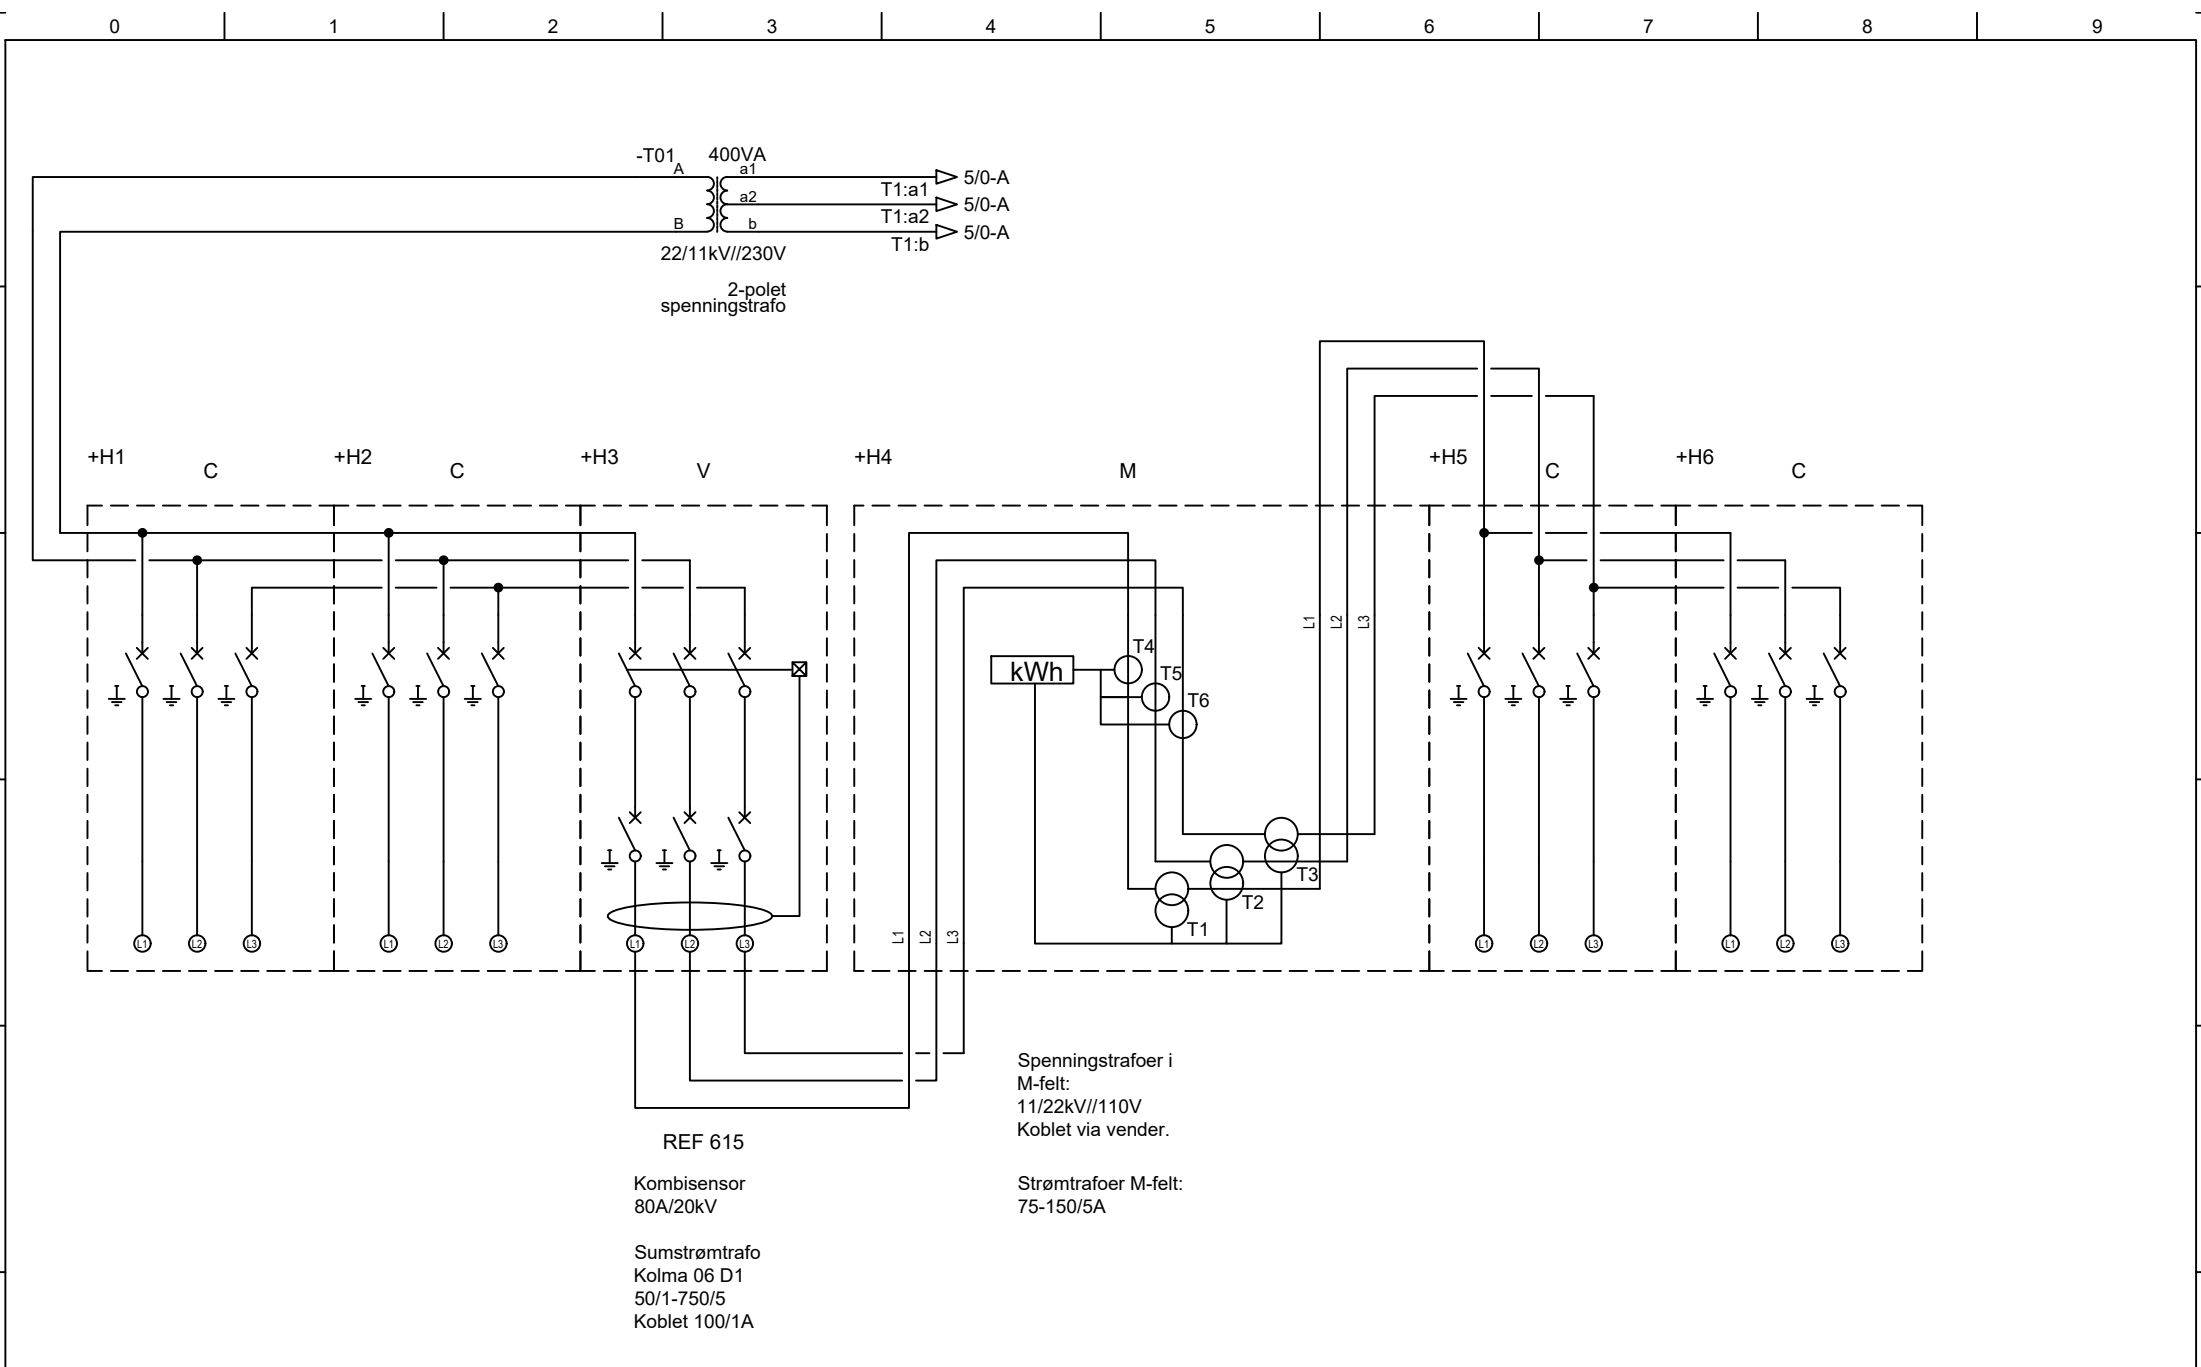 0 1 2 3 4 5 6 7 8 9
-T01 400VA
A a1
5/0-A
T1:a1
a2
5/0-A
T1:a2
B b
5/0-A
T1:b
22/11kV//230V
2-polet
spenningstrafo
+H1 C +H2 C +H3 V +H4 M +H5 C +H6 C
L1 L2 L3
kWh
T4
T5
T6
T3
T2
T1
L1 L2 L3
L1 L2 L3 L1 L2 L3 L1 L2 L3 L1 L2 L3 L1 L2 L3
REF 615
Kombisensor
80A/20kV
Sumstrømtrafo
Kolma 06 D1
50/1-750/5
Koblet 100/1A
Spenningstrafoer i
M-felt:
11/22kV//110V
Koblet via vender.
Strømtrafoer M-felt:
75-150/5A